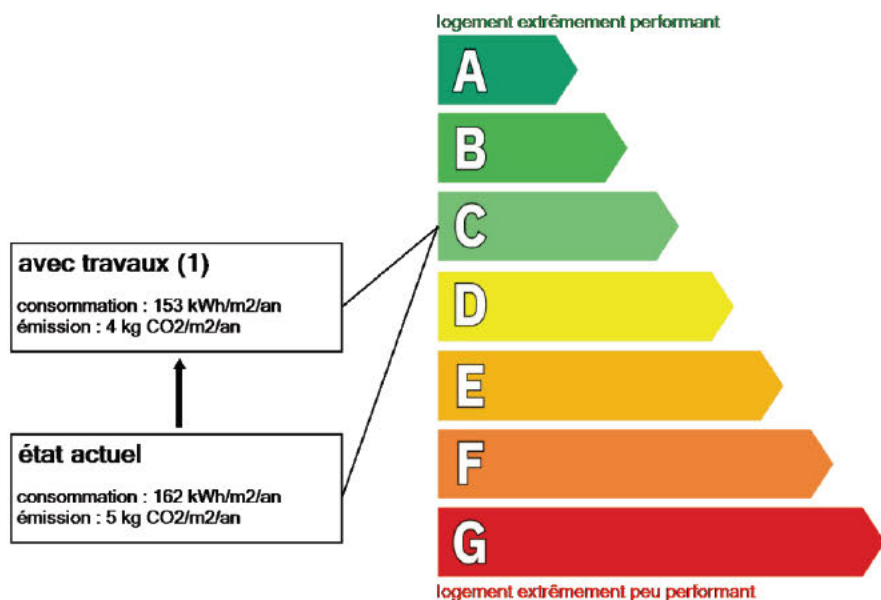 logement extrêmement performant
A
B
C
D
E
F
G
logement extrêmement peu performant
avec travaux (1)
consommation : 153 kWh/m2/an
émission : 4 kg CO2/m2/an
état actuel
consommation : 162 kWh/m2/an
émission : 5 kg CO2/m2/an